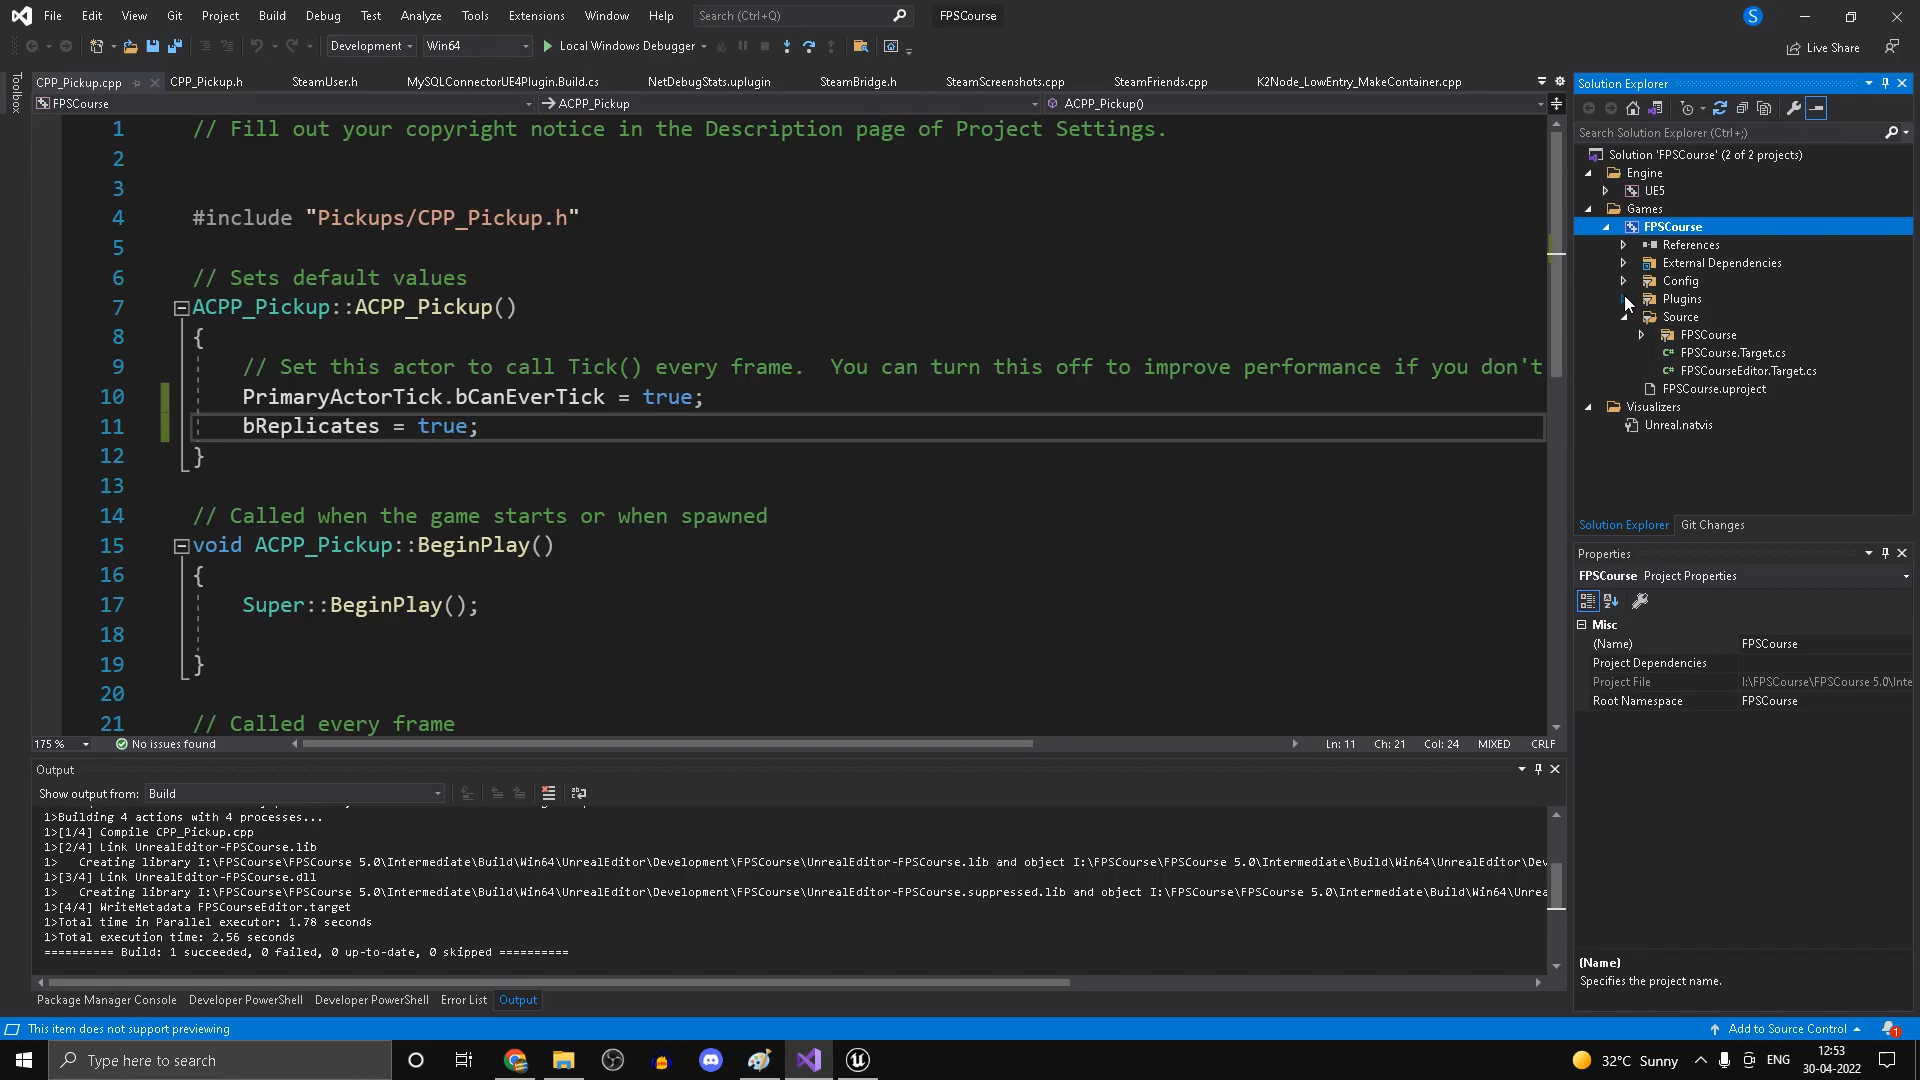 File Edit View Git Project Build Debug Test Analyze Tools Extensions Window Help Search (Ctrl+Q) FPSCourse S
Development Win64 Local Windows Debugger Live Share
Toolbox
CPP_Pickup.cpp CPP_Pickup.h SteamUser.h MySQLConnectorUE4Plugin.Build.cs NetDebugStats.uplugin SteamBridge.h SteamScreenshots.cpp SteamFriends.cpp K2Node_LowEntry_MakeContainer.cpp
FPSCourse ACPP_Pickup ACPP_Pickup()
1 // Fill out your copyright notice in the Description page of Project Settings.
2
3
4 #include "Pickups/CPP_Pickup.h"
5
6 // Sets default values
7 ACPP_Pickup::ACPP_Pickup()
8 {
9 // Set this actor to call Tick() every frame.  You can turn this off to improve performance if you don't
10 PrimaryActorTick.bCanEverTick = true;
11 bReplicates = true;
12 }
13
14 // Called when the game starts or when spawned
15 void ACPP_Pickup::BeginPlay()
16 {
17 Super::BeginPlay();
18
19 }
20
21 // Called every frame
175 % No issues found Ln: 11 Ch: 21 Col: 24 MIXED CRLF
Output
Show output from: Build
1>Building 4 actions with 4 processes...
1>[1/4] Compile CPP_Pickup.cpp
1>[2/4] Link UnrealEditor-FPSCourse.lib
1>   Creating library I:\FPSCourse\FPSCourse 5.0\Intermediate\Build\Win64\UnrealEditor\Development\FPSCourse\UnrealEditor-FPSCourse.lib and object I:\FPSCourse\FPSCourse 5.0\Intermediate\Build\Win64\UnrealEditor\Dev
1>[3/4] Link UnrealEditor-FPSCourse.dll
1>   Creating library I:\FPSCourse\FPSCourse 5.0\Intermediate\Build\Win64\UnrealEditor\Development\FPSCourse\UnrealEditor-FPSCourse.suppressed.lib and object I:\FPSCourse\FPSCourse 5.0\Intermediate\Build\Win64\Unrea
1>[4/4] WriteMetadata FPSCourseEditor.target
1>Total time in Parallel executor: 1.78 seconds
1>Total execution time: 2.56 seconds
========== Build: 1 succeeded, 0 failed, 0 up-to-date, 0 skipped ==========
Package Manager Console Developer PowerShell Developer PowerShell Error List Output
Solution Explorer
Search Solution Explorer (Ctrl+;)
Solution 'FPSCourse' (2 of 2 projects)
Engine
UE5
Games
FPSCourse
References
External Dependencies
Config
Plugins
Source
FPSCourse
FPSCourse.Target.cs
FPSCourseEditor.Target.cs
FPSCourse.uproject
Visualizers
Unreal.natvis
Solution Explorer Git Changes
Properties
FPSCourse Project Properties
Misc
(Name) FPSCourse
Project Dependencies
Project File I:\FPSCourse\FPSCourse 5.0\Inte
Root Namespace FPSCourse
(Name)
Specifies the project name.
This item does not support previewing Add to Source Control 1
Type here to search 32°C Sunny ENG 12:53
30-04-2022